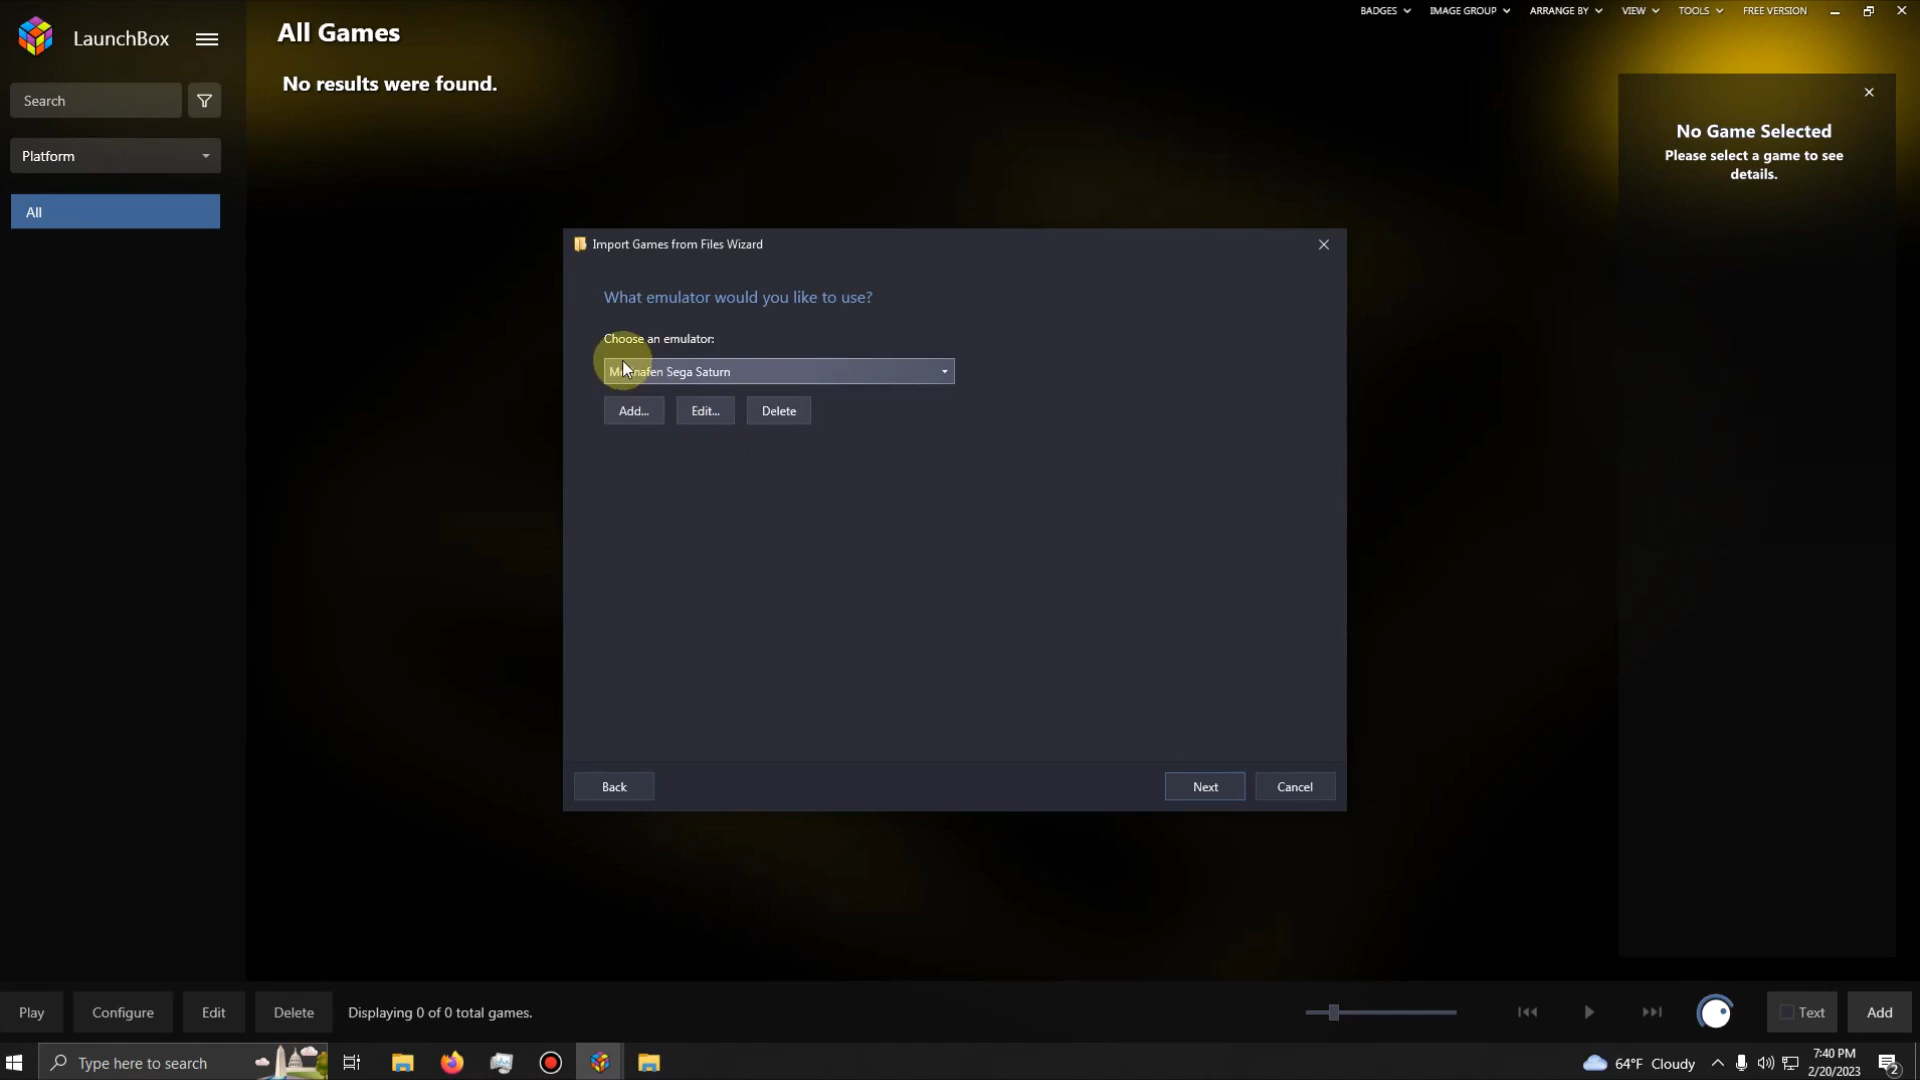 LaunchBox
All Games
BADGES
IMAGE GROUP
ARRANGE BY
VIEW
TOOLS
FREE VERSION
No results were found.
Search
Platform
All
No Game Selected
Please select a game to see
details.
Import Games from Files Wizard
What emulator would you like to use?
Choose an emulator:
Mednafen Sega Saturn
Add...
Edit...
Delete
Back
Next
Cancel
Play
Configure
Edit
Delete
Displaying 0 of 0 total games.
Text
Add
Type here to search
64°F Cloudy
7:40 PM
2/20/2023
2